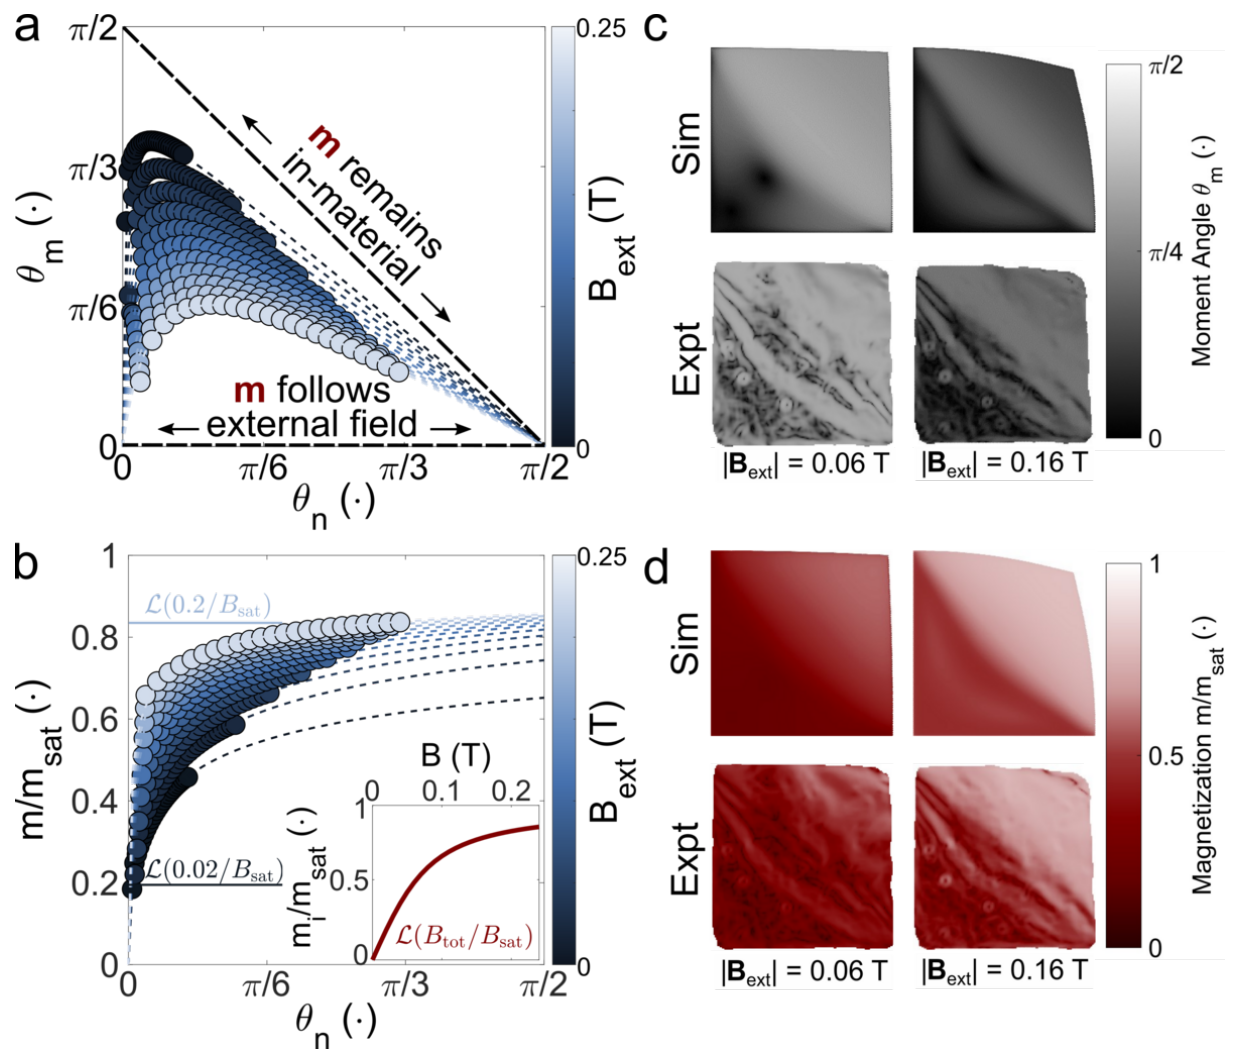 a
π/2
π/3
π/6
0
θm (·)
0
π/6
π/3
π/2
θn (·)
m remains
in-material
m follows
external field
0.25
0
Bext (T)
b
1
0.8
0.6
0.4
0.2
0
m/msat (·)
0
π/6
π/3
π/2
θn (·)
ℒ(0.2/Bsat)
ℒ(0.02/Bsat)
B (T)
0
0.1
0.2
1
0.5
0
mi/msat (·)
ℒ(Btot/Bsat)
0.25
0
Bext (T)
c
Sim
Expt
|Bext| = 0.06 T
|Bext| = 0.16 T
π/2
π/4
0
Moment Angle θm (·)
d
Sim
Expt
|Bext| = 0.06 T
|Bext| = 0.16 T
1
0.5
0
Magnetization m/msat (·)